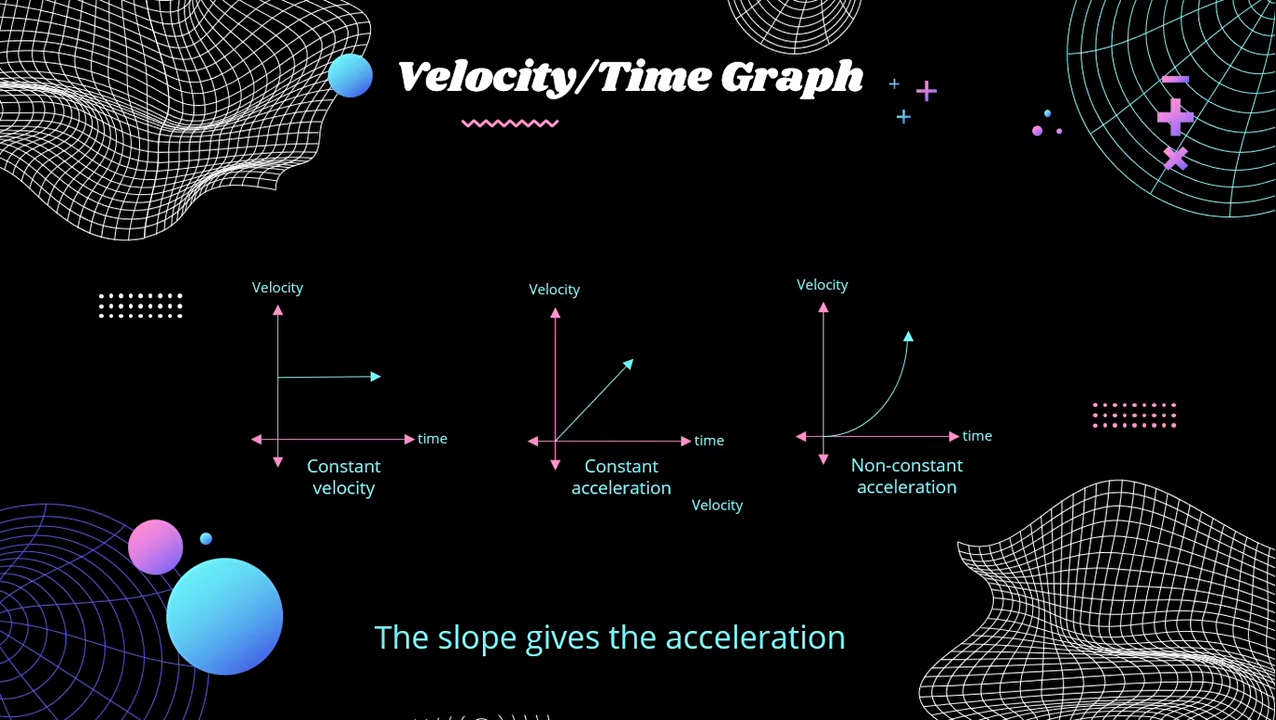 Velocity/Time Graph
Velocity
time
Constant
velocity
Velocity
time
Constant
acceleration
Velocity
Velocity
time
Non-constant
acceleration
The slope gives the acceleration